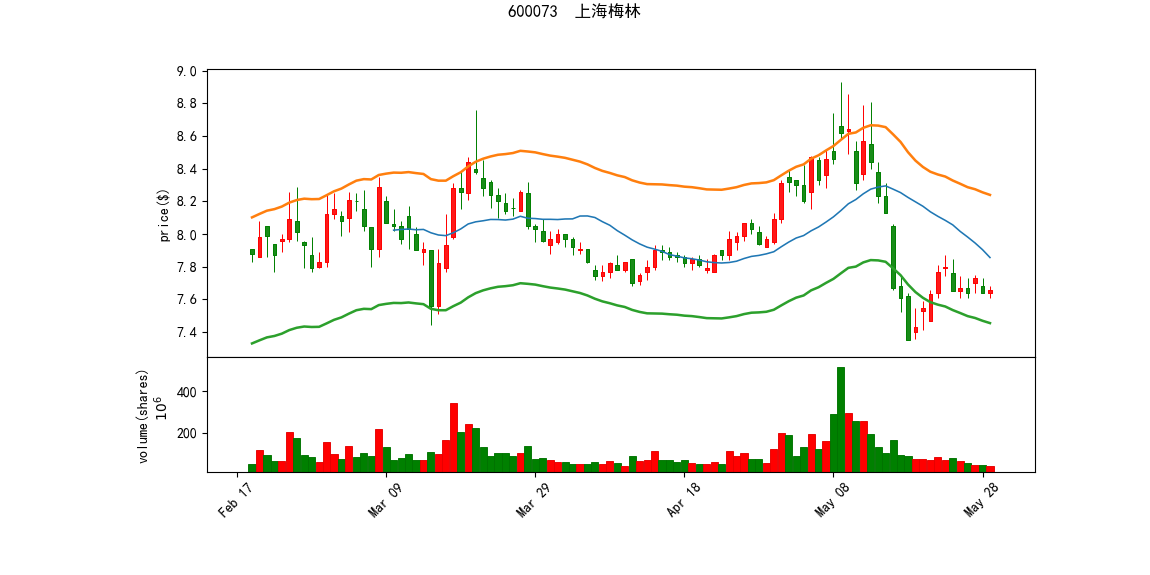 600073 上海梅林
price($)
9.0
8.8
8.6
8.4
8.2
8.0
7.8
7.6
7.4
volume(shares)
10^6
400
200
Feb 17
Mar 09
Mar 29
Apr 18
May 08
May 28